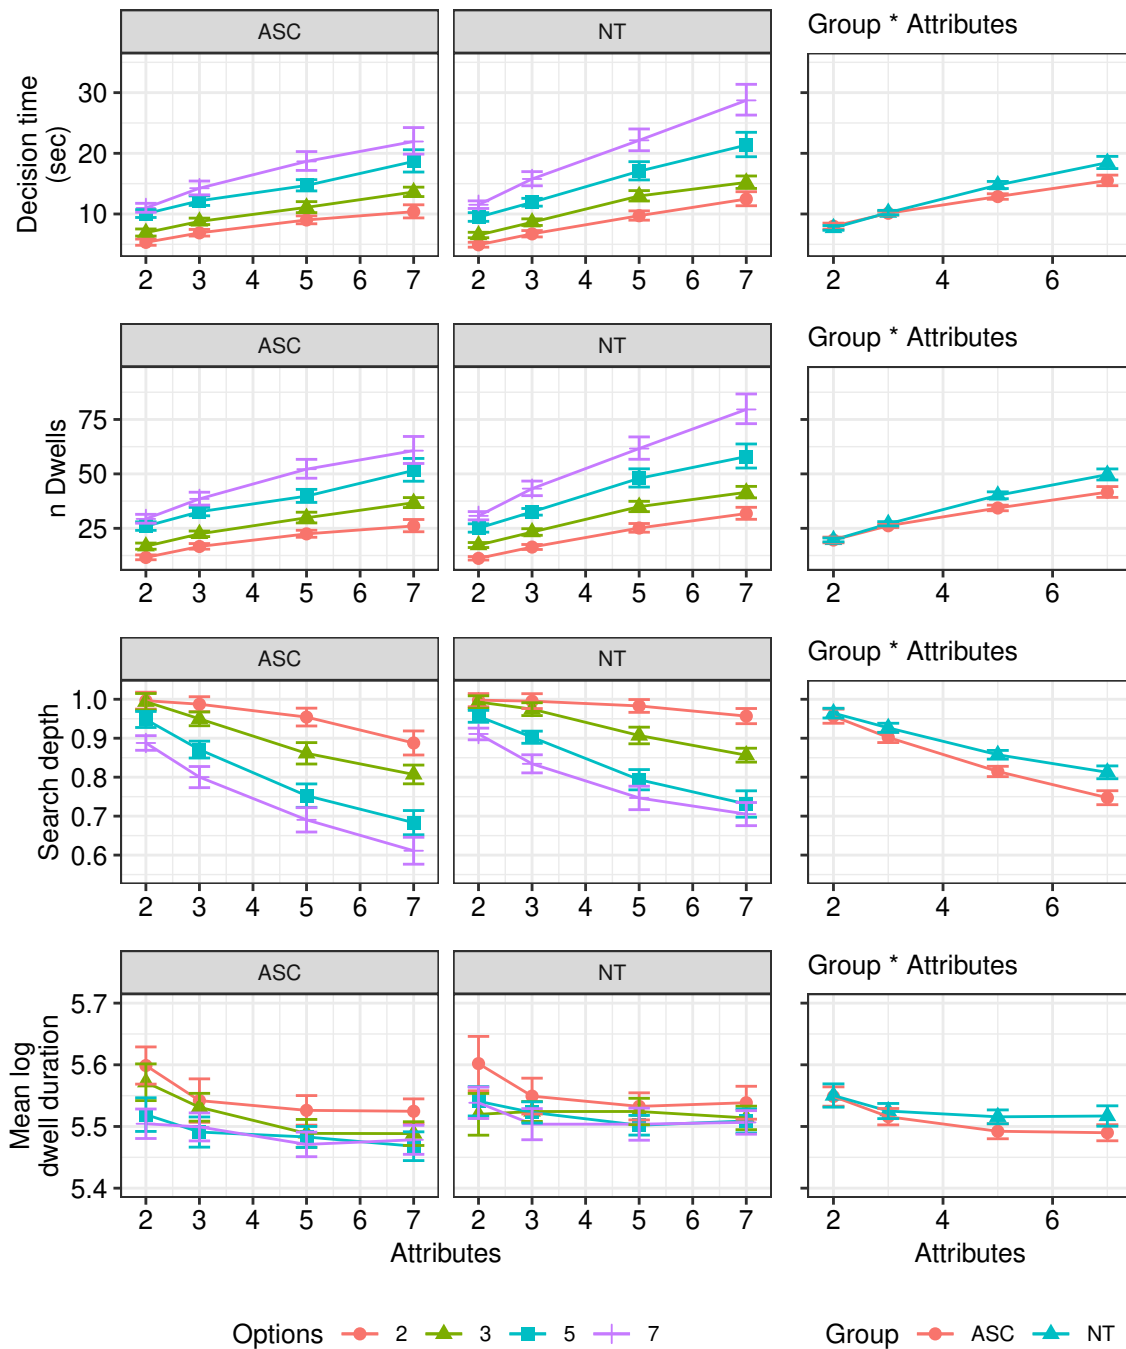 ASC NT Group * Attributes
Decision time
(sec)
30
20
10
2 3 4 5 6 7 2 3 4 5 6 7 2 4 6
ASC NT Group * Attributes
n Dwells
75
50
25
2 3 4 5 6 7 2 3 4 5 6 7 2 4 6
ASC NT Group * Attributes
Search depth
1.0
0.9
0.8
0.7
0.6
2 3 4 5 6 7 2 3 4 5 6 7 2 4 6
ASC NT Group * Attributes
Mean log
dwell duration
5.7
5.6
5.5
5.4
2 3 4 5 6 7 2 3 4 5 6 7 2 4 6
Attributes Attributes
Options 2 3 5 7 Group ASC NT